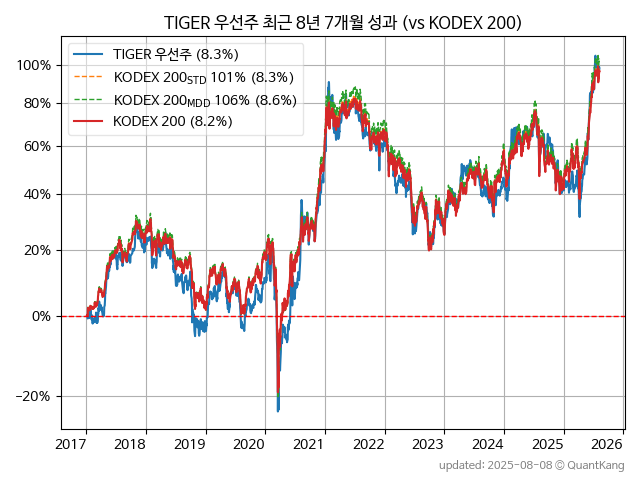 TIGER 우선주 최근 8년 7개월 성과 (vs KODEX 200)
TIGER 우선주 (8.3%)
KODEX 200STD 101% (8.3%)
KODEX 200MDD 106% (8.6%)
KODEX 200 (8.2%)
100%
80%
60%
40%
20%
0%
−20%
2017 2018 2019 2020 2021 2022 2023 2024 2025 2026
updated: 2025-08-08 © QuantKang